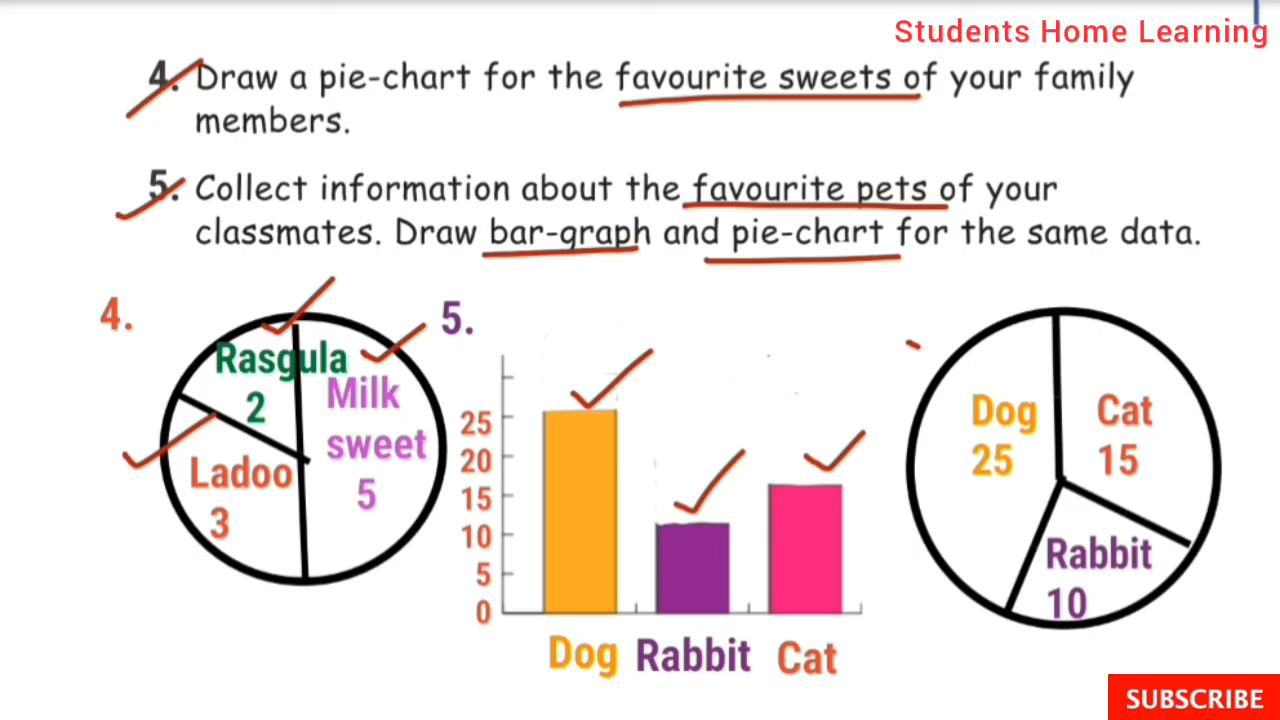 Students Home Learning
4. Draw a pie-chart for the favourite sweets of your family
members.
5. Collect information about the favourite pets of your
classmates. Draw bar-graph and pie-chart for the same data.
4.
Rasgula
2
Milk
sweet
5
Ladoo
3
5.
25
20
15
10
5
0
Dog Rabbit Cat
Dog
25
Cat
15
Rabbit
10
SUBSCRIBE